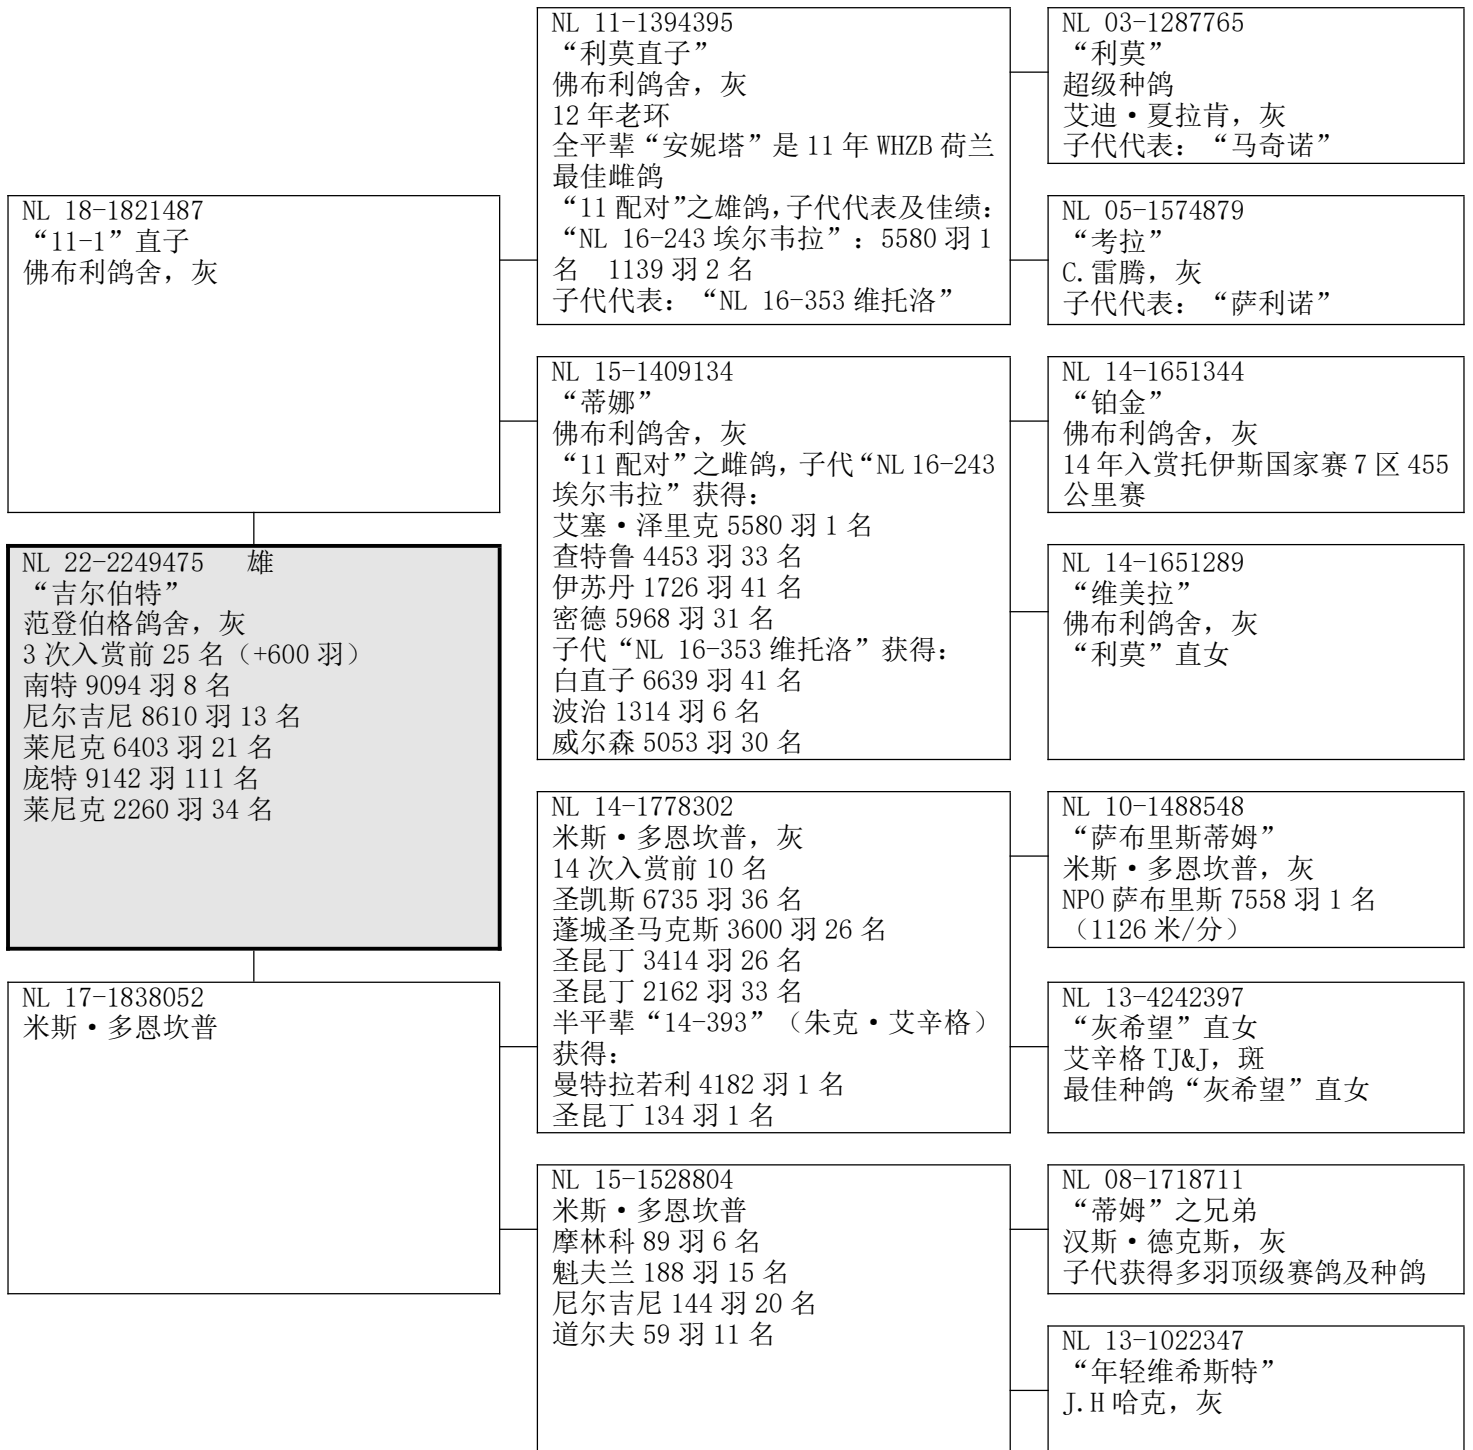 NL 18-1821487
“11-1”直子
佛布利鸽舍，灰
NL 22-2249475 雄
“吉尔伯特”
范登伯格鸽舍，灰
3 次入赏前 25 名（+600 羽）
南特 9094 羽 8 名
尼尔吉尼 8610 羽 13 名
莱尼克 6403 羽 21 名
庞特 9142 羽 111 名
莱尼克 2260 羽 34 名
NL 17-1838052
米斯·多恩坎普
NL 11-1394395
“利莫直子”
佛布利鸽舍，灰
12 年老环
全平辈“安妮塔”是 11 年 WHZB 荷兰
最佳雌鸽
“11 配对”之雄鸽,子代代表及佳绩：
“NL 16-243 埃尔韦拉”：5580 羽 1
名 1139 羽 2 名
子代代表：“NL 16-353 维托洛”
NL 15-1409134
“蒂娜”
佛布利鸽舍，灰
“11 配对”之雌鸽，子代“NL 16-243
埃尔韦拉”获得：
艾塞·泽里克 5580 羽 1 名
查特鲁 4453 羽 33 名
伊苏丹 1726 羽 41 名
密德 5968 羽 31 名
子代“NL 16-353 维托洛”获得：
白直子 6639 羽 41 名
波治 1314 羽 6 名
威尔森 5053 羽 30 名
NL 14-1778302
米斯·多恩坎普，灰
14 次入赏前 10 名
圣凯斯 6735 羽 36 名
蓬城圣马克斯 3600 羽 26 名
圣昆丁 3414 羽 26 名
圣昆丁 2162 羽 33 名
半平辈“14-393”（朱克·艾辛格）
获得：
曼特拉若利 4182 羽 1 名
圣昆丁 134 羽 1 名
NL 15-1528804
米斯·多恩坎普
摩林科 89 羽 6 名
魁夫兰 188 羽 15 名
尼尔吉尼 144 羽 20 名
道尔夫 59 羽 11 名
NL 03-1287765
“利莫”
超级种鸽
艾迪·夏拉肯，灰
子代代表：“马奇诺”
NL 05-1574879
“考拉”
C.雷腾，灰
子代代表：“萨利诺”
NL 14-1651344
“铂金”
佛布利鸽舍，灰
14 年入赏托伊斯国家赛 7 区 455
公里赛
NL 14-1651289
“维美拉”
佛布利鸽舍，灰
“利莫”直女
NL 10-1488548
“萨布里斯蒂姆”
米斯·多恩坎普，灰
NPO 萨布里斯 7558 羽 1 名
（1126 米/分）
NL 13-4242397
“灰希望”直女
艾辛格 TJ&J，斑
最佳种鸽“灰希望”直女
NL 08-1718711
“蒂姆”之兄弟
汉斯·德克斯，灰
子代获得多羽顶级赛鸽及种鸽
NL 13-1022347
“年轻维希斯特”
J.H 哈克，灰